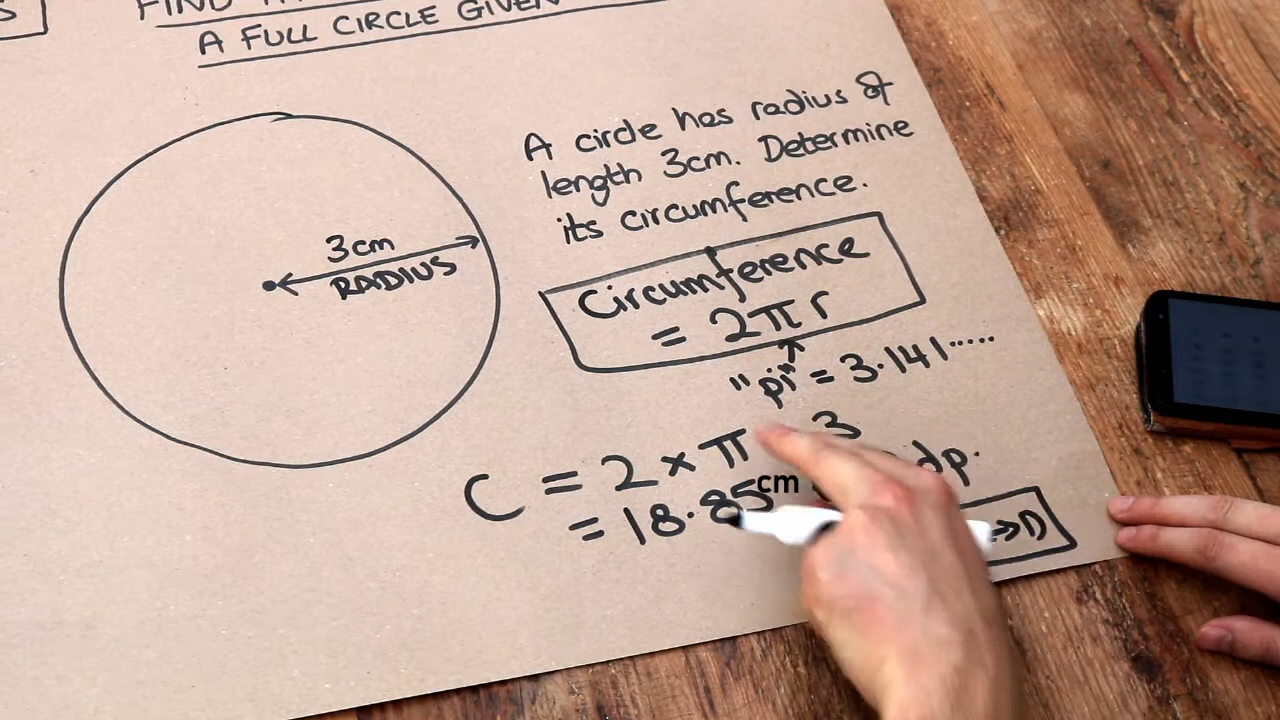 A FULL CIRCLE GIVEN
3cm
RADIUS
A circle has radius of
length 3cm. Determine
its circumference.
Circumference
= 2πr
"pi" = 3.141.....
C = 2 × π 3
= 18.85 cm dp.
→ D